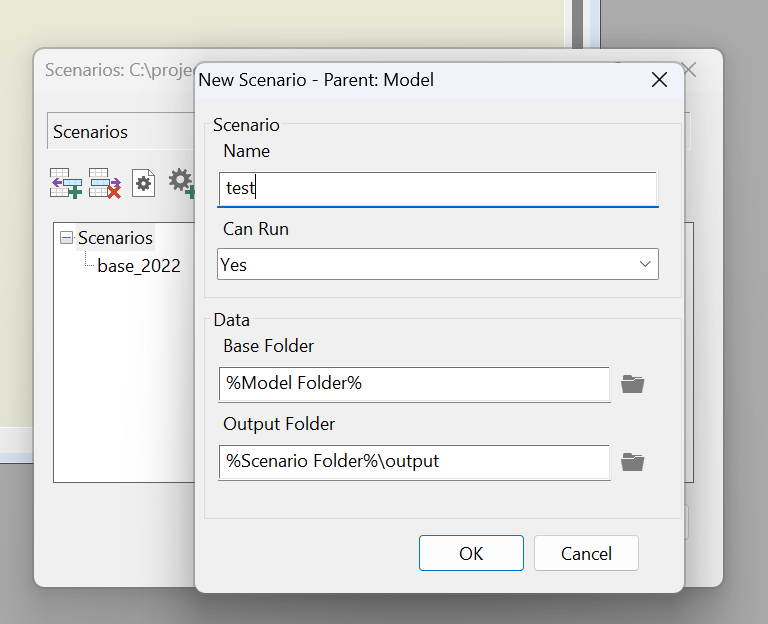 Scenarios: C:\proje
New Scenario - Parent: Model
Scenarios
Scenario
Name
test
Can Run
Yes
Scenarios
base_2022
Data
Base Folder
%Model Folder%
Output Folder
%Scenario Folder%\output
OK
Cancel